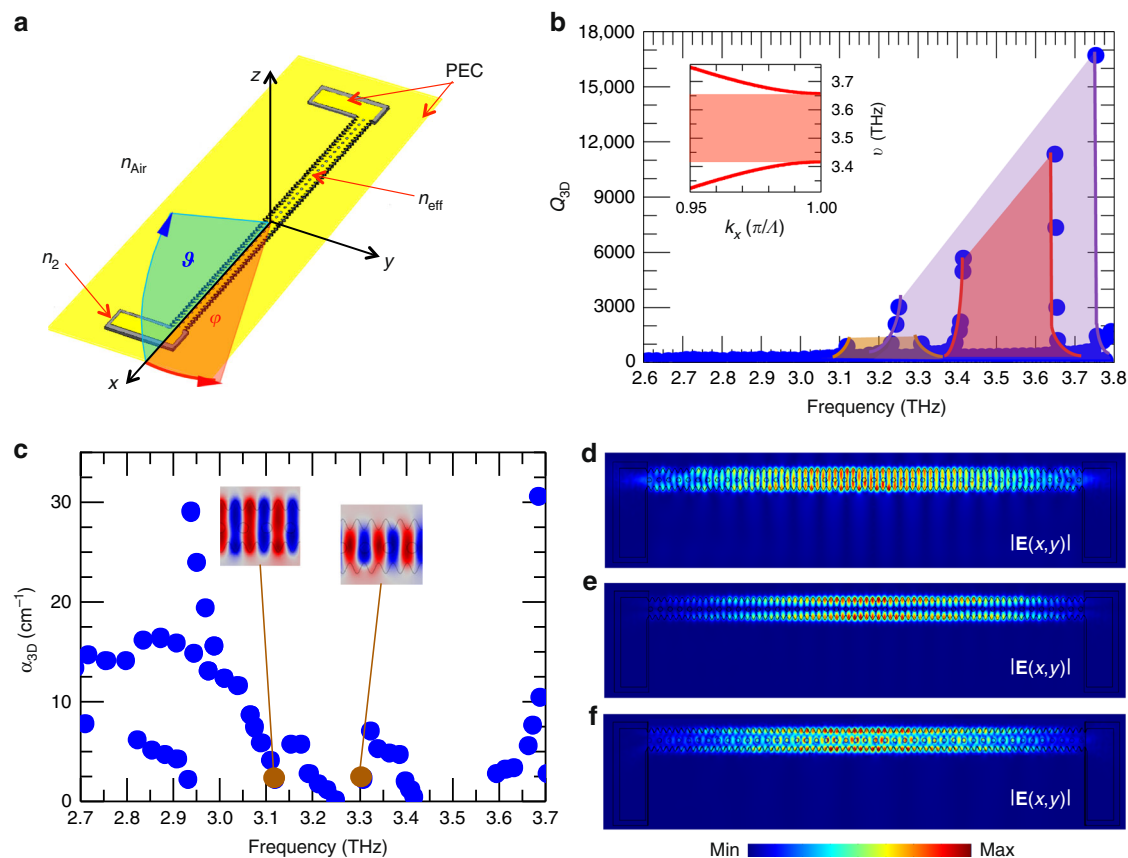 a
z
PEC
n_Air
n_eff
n_2
ϑ
y
φ
x
b
18,000
15,000
12,000
9000
6000
3000
0
Q_3D
3.7
3.6
3.5
3.4
υ (THz)
0.95
1.00
k_x (π/Λ)
2.6 2.7 2.8 2.9 3.0 3.1 3.2 3.3 3.4 3.5 3.6 3.7 3.8
Frequency (THz)
c
30
25
20
15
10
5
0
α_3D (cm⁻¹)
2.7 2.8 2.9 3.0 3.1 3.2 3.3 3.4 3.5 3.6 3.7
Frequency (THz)
d
|E(x,y)|
e
|E(x,y)|
f
|E(x,y)|
Min Max